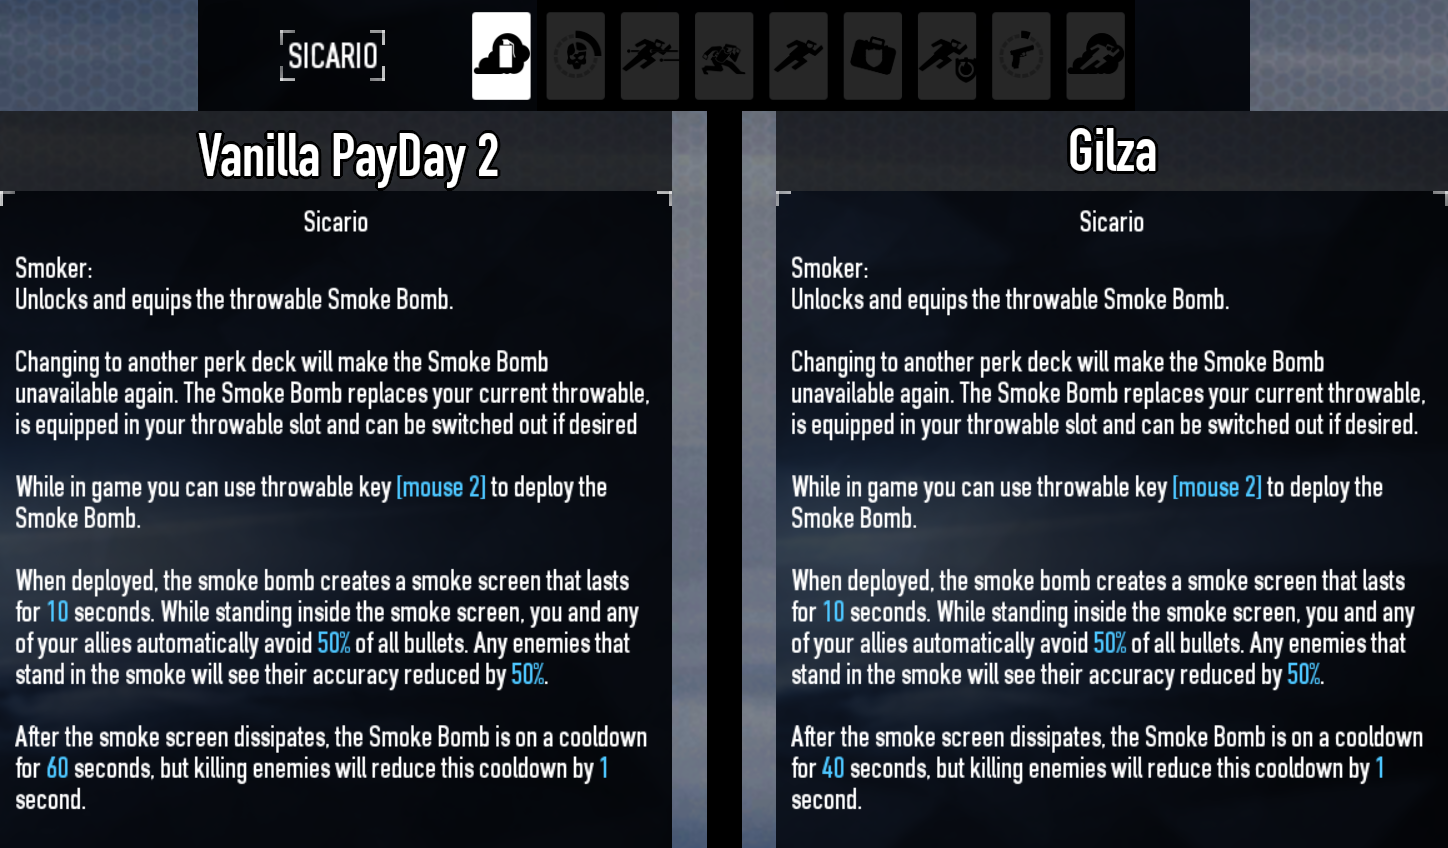 SICARIO
Vanilla PayDay 2
Sicario
Smoker:
Unlocks and equips the throwable Smoke Bomb.
Changing to another perk deck will make the Smoke Bomb
unavailable again. The Smoke Bomb replaces your current throwable,
is equipped in your throwable slot and can be switched out if desired
While in game you can use throwable key [mouse 2] to deploy the
Smoke Bomb.
When deployed, the smoke bomb creates a smoke screen that lasts
for 10 seconds. While standing inside the smoke screen, you and any
of your allies automatically avoid 50% of all bullets. Any enemies that
stand in the smoke will see their accuracy reduced by 50%.
After the smoke screen dissipates, the Smoke Bomb is on a cooldown
for 60 seconds, but killing enemies will reduce this cooldown by 1
second.
Gilza
Sicario
Smoker:
Unlocks and equips the throwable Smoke Bomb.
Changing to another perk deck will make the Smoke Bomb
unavailable again. The Smoke Bomb replaces your current throwable,
is equipped in your throwable slot and can be switched out if desired.
While in game you can use throwable key [mouse 2] to deploy the
Smoke Bomb.
When deployed, the smoke bomb creates a smoke screen that lasts
for 10 seconds. While standing inside the smoke screen, you and any
of your allies automatically avoid 50% of all bullets. Any enemies that
stand in the smoke will see their accuracy reduced by 50%.
After the smoke screen dissipates, the Smoke Bomb is on a cooldown
for 40 seconds, but killing enemies will reduce this cooldown by 1
second.